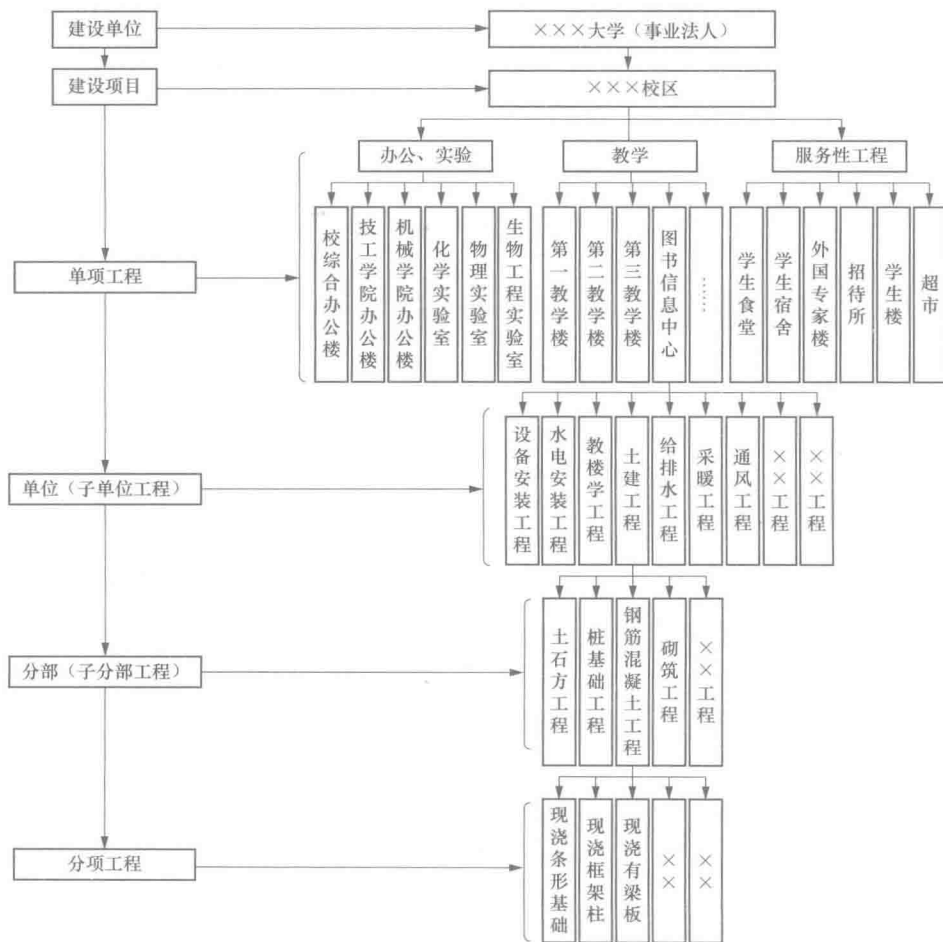 建设单位
×××大学（事业法人）
建设项目
×××校区
办公、实验
教学
服务性工程
单项工程
校综合办公楼
技工学院办公楼
机械学院办公楼
化学实验室
物理实验室
生物工程实验室
第一教学楼
第二教学楼
第三教学楼
图书信息中心
……
学生食堂
学生宿舍
外国专家楼
招待所
学生楼
超市
单位（子单位工程）
设备安装工程
水电安装工程
教楼学工程
土建工程
给排水工程
采暖工程
通风工程
××工程
××工程
分部（子分部工程）
土石方工程
桩基础工程
钢筋混凝土工程
砌筑工程
××工程
分项工程
现浇条形基础
现浇框架柱
现浇有梁板
××
××